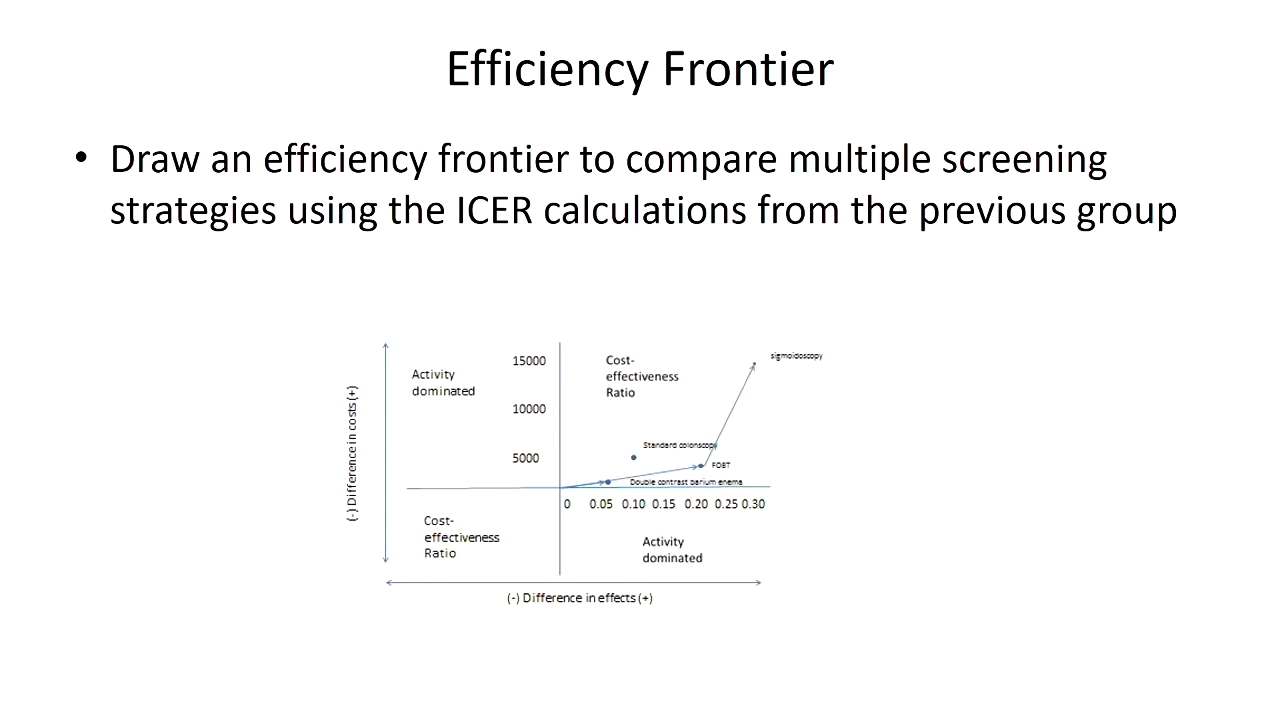 Efficiency Frontier
• Draw an efficiency frontier to compare multiple screening
strategies using the ICER calculations from the previous group
(-) Difference in costs (+)
Activity
dominated
15000
10000
5000
Cost-
effectiveness
Ratio
sigmoidoscopy
Standard colonscopy
FOBT
Double contrast barium enema
0 0.05 0.10 0.15 0.20 0.25 0.30
Cost-
effectiveness
Ratio
Activity
dominated
(-) Difference in effects (+)